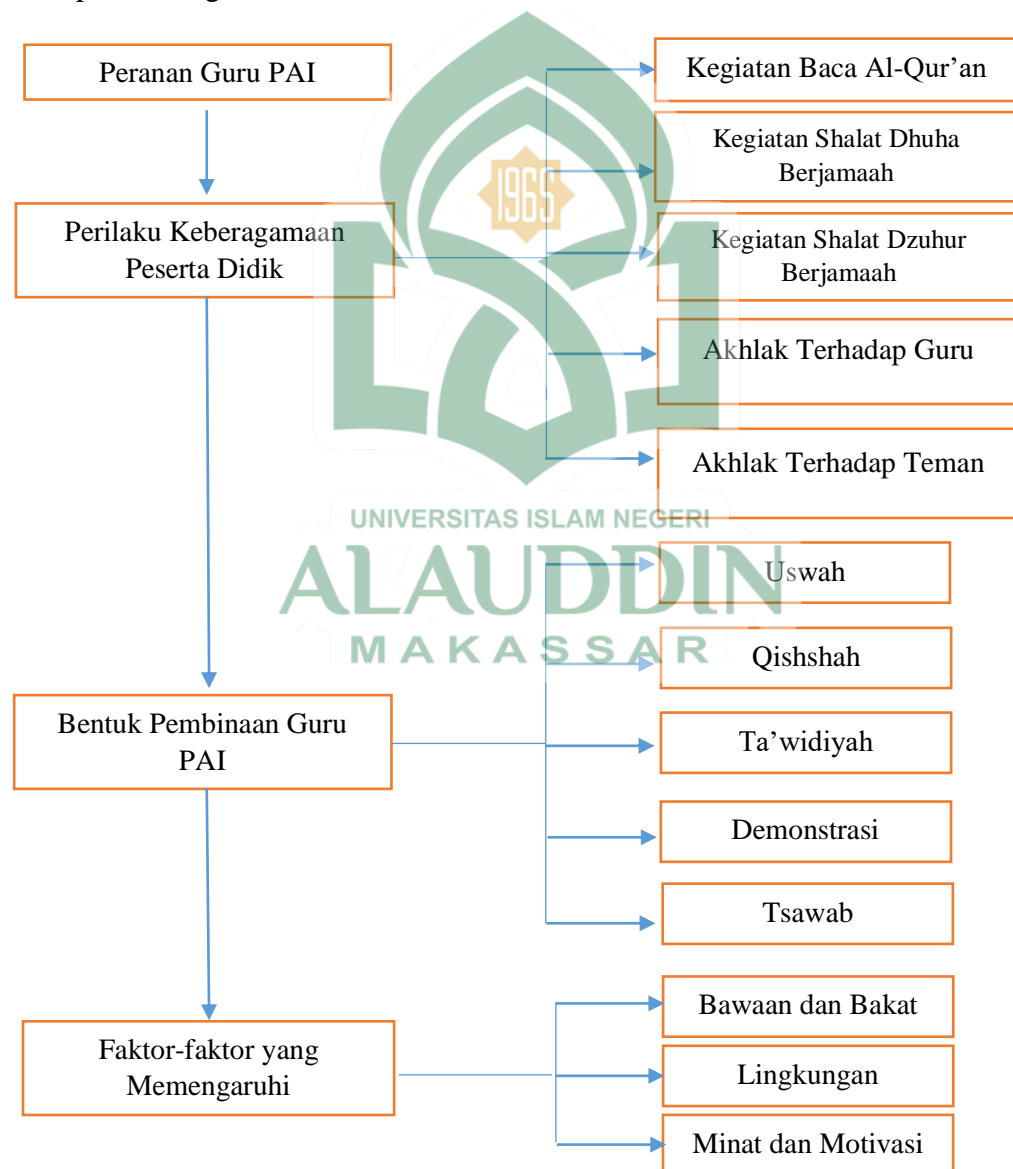 Peranan Guru PAI
Perilaku Keberagamaan
Peserta Didik
Kegiatan Baca Al-Qur’an
Kegiatan Shalat Dhuha
Berjamaah
Kegiatan Shalat Dzuhur
Berjamaah
Akhlak Terhadap Guru
Akhlak Terhadap Teman
1965
UNIVERSITAS ISLAM NEGERI
ALAUDDIN
MAKASSAR
Bentuk Pembinaan Guru
PAI
Uswah
Qishshah
Ta’widiyah
Demonstrasi
Tsawab
Faktor-faktor yang
Memengaruhi
Bawaan dan Bakat
Lingkungan
Minat dan Motivasi